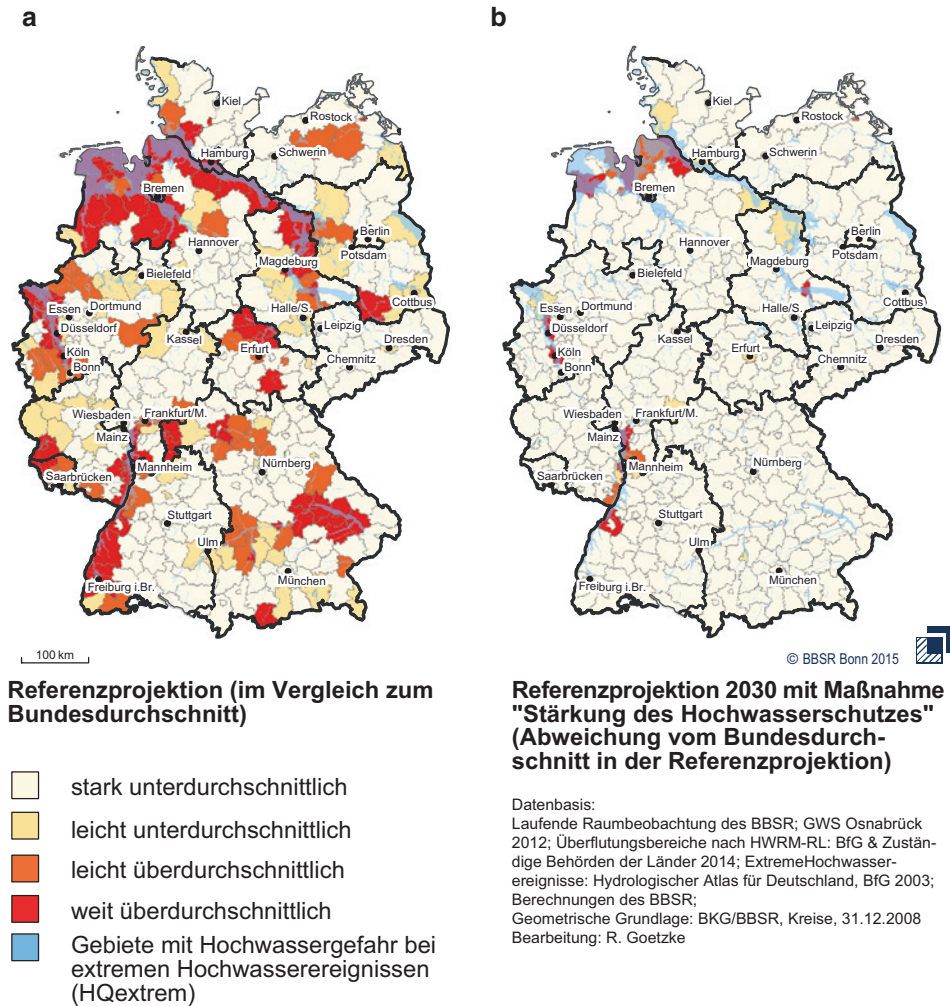 a
Kiel
Rostock
Hamburg
Schwerin
Bremen
Berlin
Hannover
Potsdam
Bielefeld
Magdeburg
Essen
Dortmund
Halle/S.
Cottbus
Düsseldorf
Kassel
Leipzig
Köln
Erfurt
Dresden
Bonn
Chemnitz
Wiesbaden
Frankfurt/M.
Mainz
Mannheim
Saarbrücken
Nürnberg
Stuttgart
Ulm
München
Freiburg i.Br.
100 km
b
Kiel
Rostock
Hamburg
Schwerin
Bremen
Berlin
Hannover
Potsdam
Bielefeld
Magdeburg
Essen
Dortmund
Halle/S.
Cottbus
Düsseldorf
Kassel
Leipzig
Köln
Erfurt
Dresden
Bonn
Chemnitz
Wiesbaden
Frankfurt/M.
Mainz
Mannheim
Saarbrücken
Nürnberg
Stuttgart
Ulm
München
Freiburg i.Br.
© BBSR Bonn 2015
Referenzprojektion (im Vergleich zum
Bundesdurchschnitt)
stark unterdurchschnittlich
leicht unterdurchschnittlich
leicht überdurchschnittlich
weit überdurchschnittlich
Gebiete mit Hochwassergefahr bei
extremen Hochwasserereignissen
(HQextrem)
Referenzprojektion 2030 mit Maßnahme
"Stärkung des Hochwasserschutzes"
(Abweichung vom Bundesdurch-
schnitt in der Referenzprojektion)
Datenbasis:
Laufende Raumbeobachtung des BBSR; GWS Osnabrück
2012; Überflutungsbereiche nach HWRM-RL: BfG & Zustän-
dige Behörden der Länder 2014; ExtremeHochwasser-
ereignisse: Hydrologischer Atlas für Deutschland, BfG 2003;
Berechnungen des BBSR;
Geometrische Grundlage: BKG/BBSR, Kreise, 31.12.2008
Bearbeitung: R. Goetzke